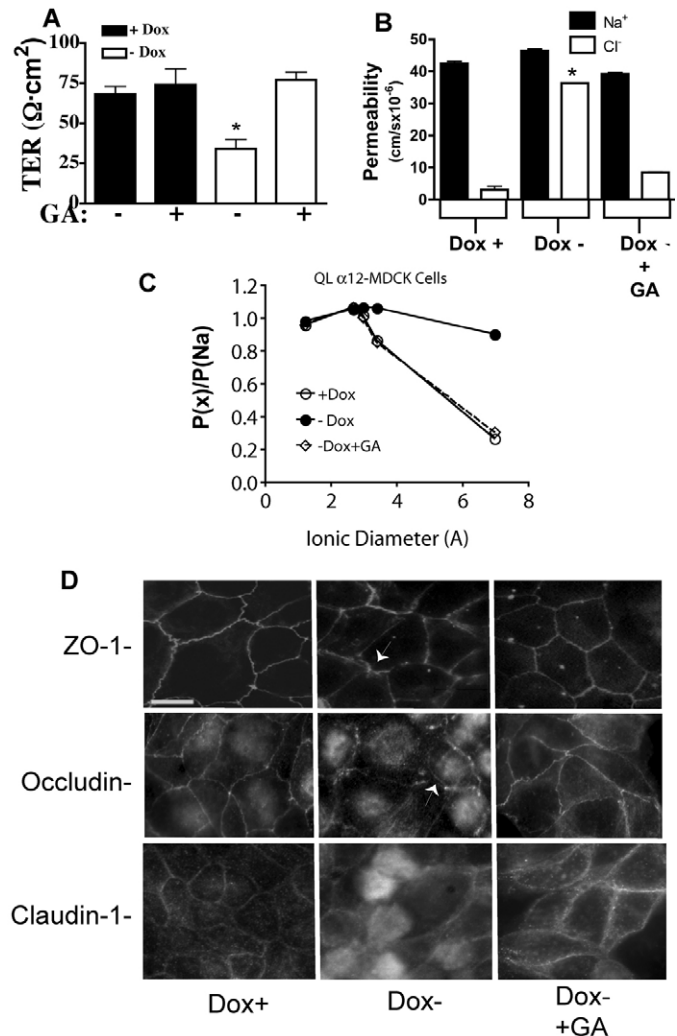 A
+ Dox
- Dox
TER (Ω·cm²)
100
75
50
25
0
*
GA: - + - +
B
Na⁺
Cl⁻
Permeability
(cm/sx10⁻⁶)
50
40
30
20
10
0
*
Dox +
Dox -
Dox -
+
GA
C
QL α12-MDCK Cells
P(x)/P(Na)
1.2
1.0
0.8
0.6
0.4
0.2
0.0
+Dox
- Dox
-Dox+GA
0 2 4 6 8
Ionic Diameter (A)
D
ZO-1-
Occludin-
Claudin-1-
Dox+
Dox-
Dox-
+GA